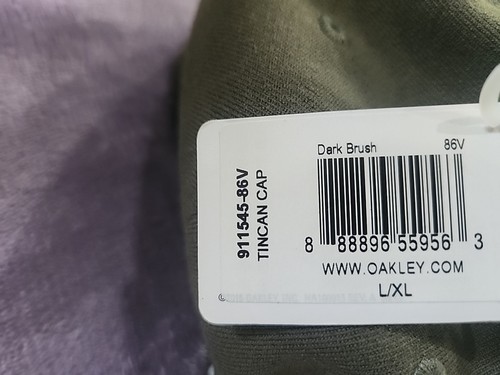 911545-86V
TINCAN CAP
Dark Brush 86V
8 88896 55956 3
WWW.OAKLEY.COM
L/XL